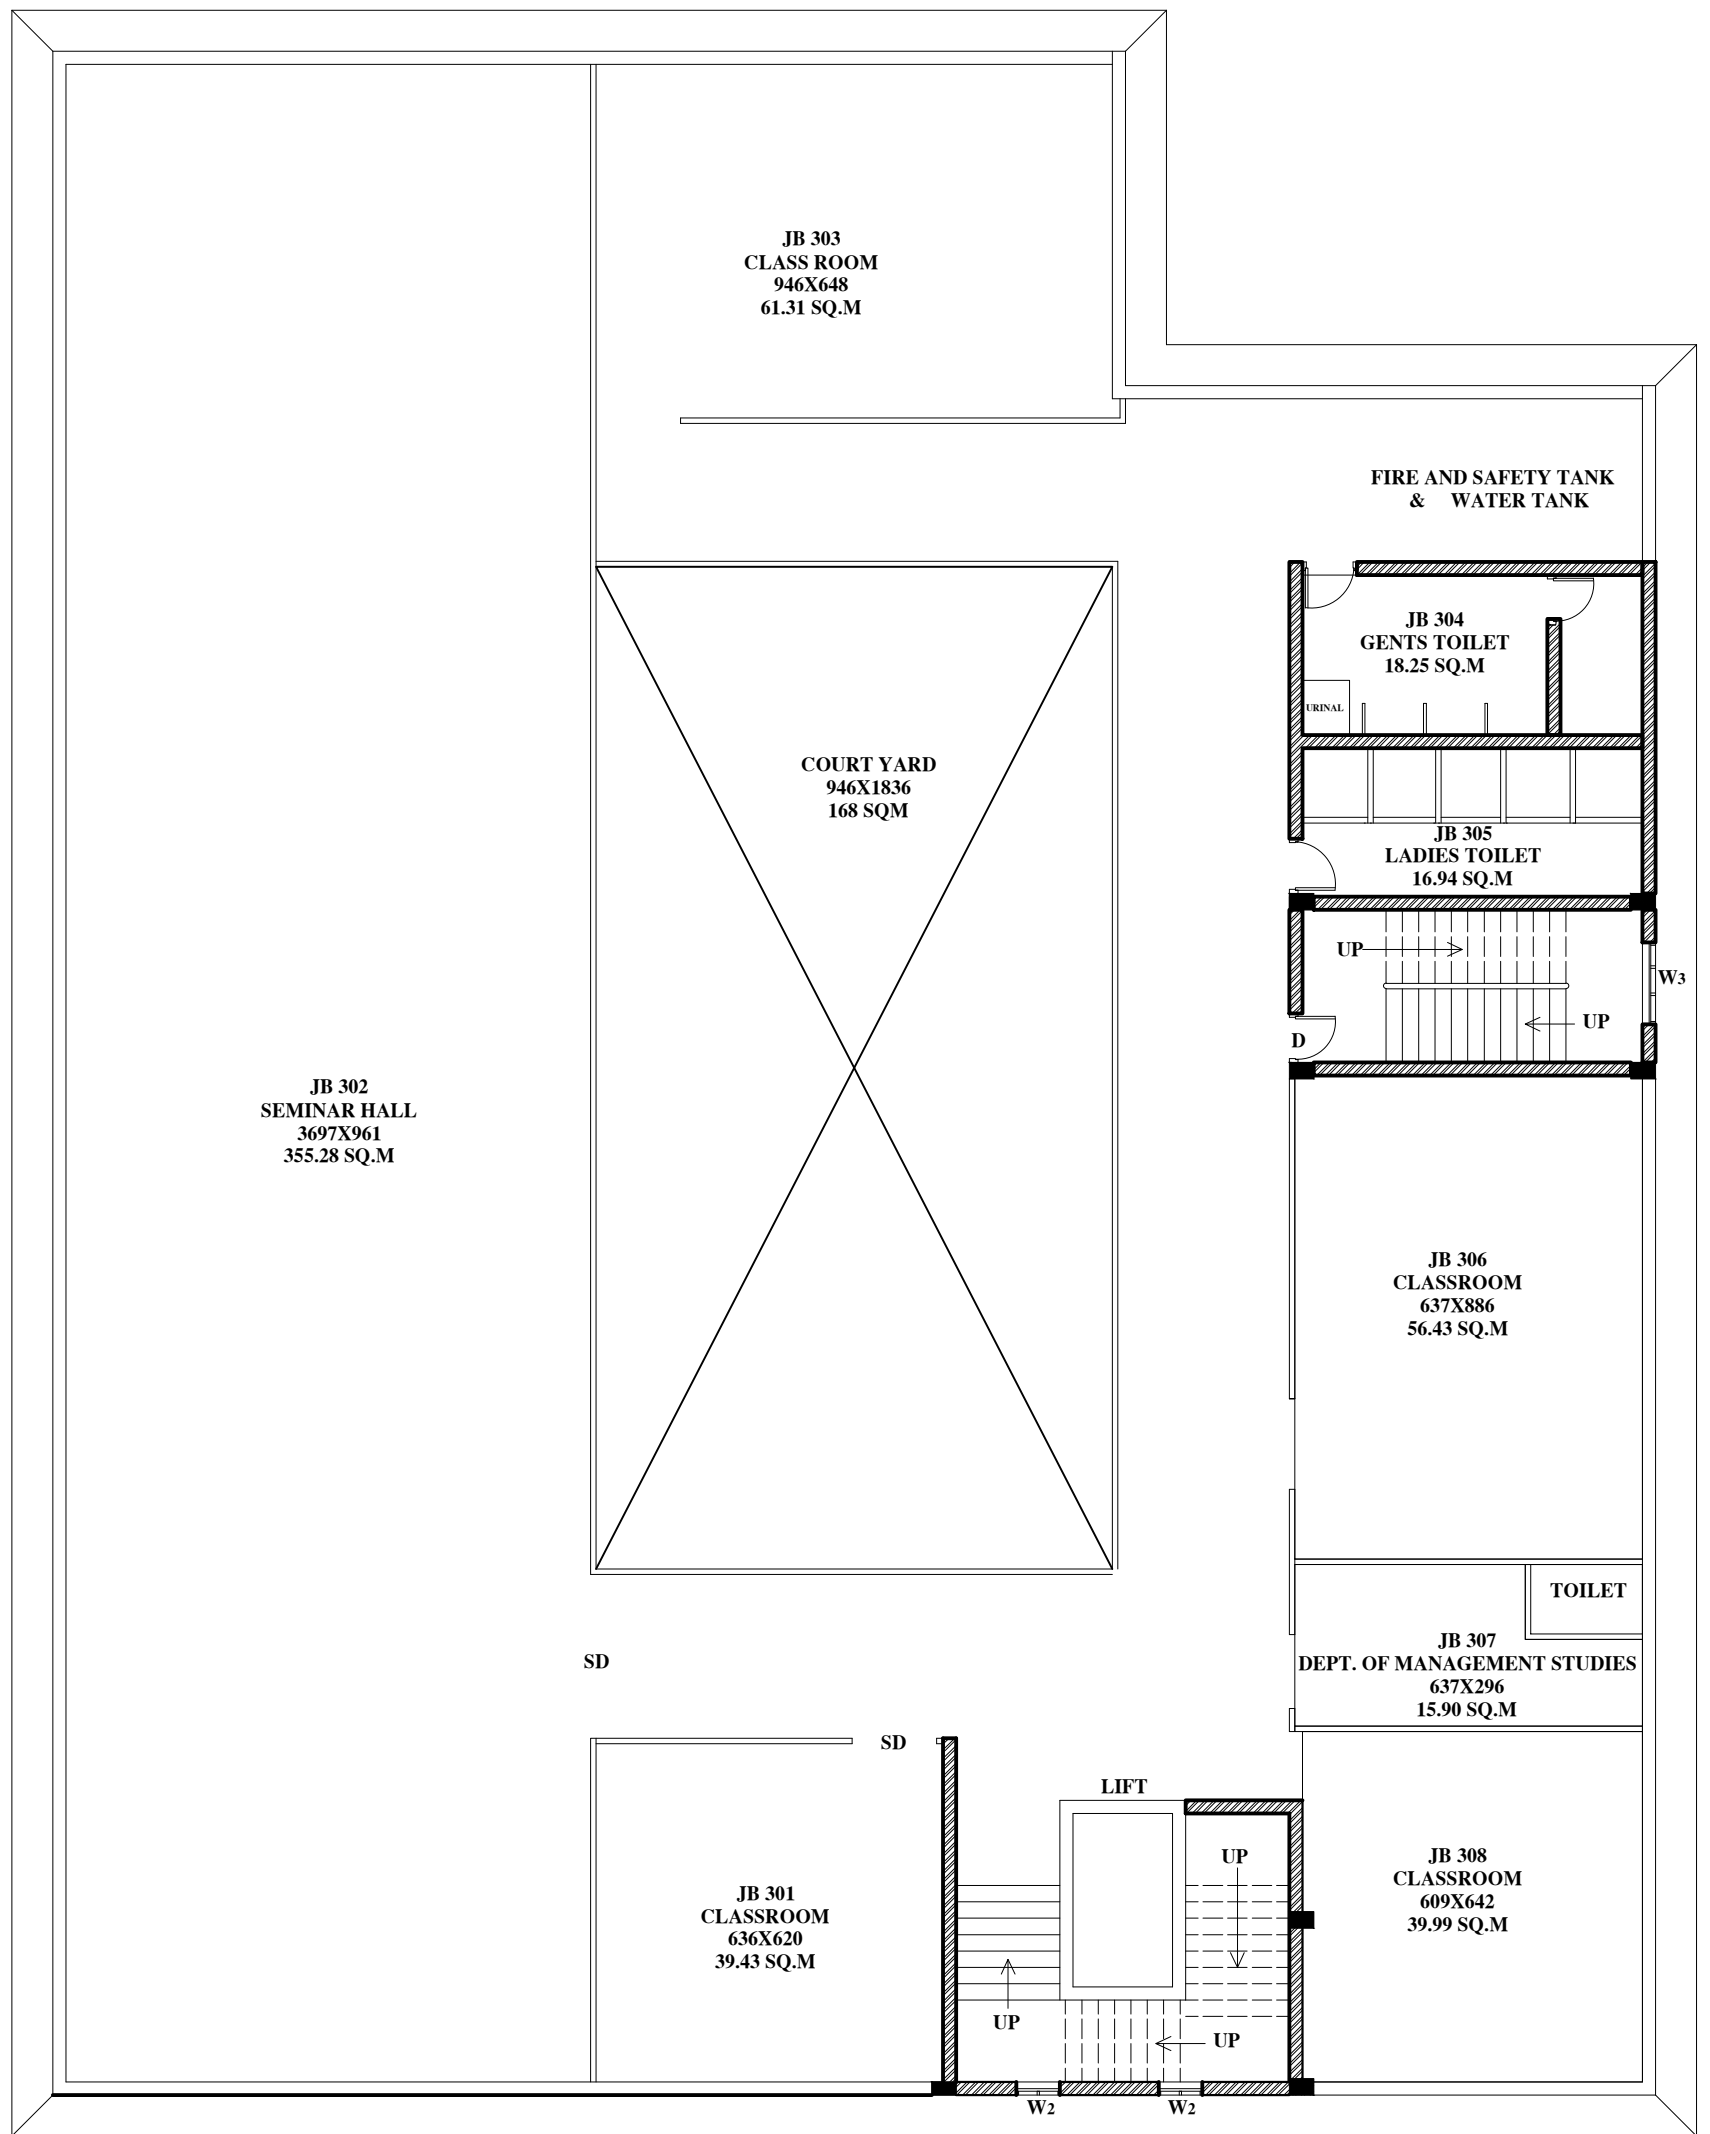 JB 303
CLASS ROOM
946X648
61.31 SQ.M
FIRE AND SAFETY TANK
& WATER TANK
JB 304
GENTS TOILET
18.25 SQ.M
URINAL
COURT YARD
946X1836
168 SQM
JB 305
LADIES TOILET
16.94 SQ.M
UP
W3
UP
D
JB 302
SEMINAR HALL
3697X961
355.28 SQ.M
JB 306
CLASSROOM
637X886
56.43 SQ.M
TOILET
JB 307
DEPT. OF MANAGEMENT STUDIES
637X296
15.90 SQ.M
SD
SD
LIFT
UP
JB 308
CLASSROOM
609X642
39.99 SQ.M
JB 301
CLASSROOM
636X620
39.43 SQ.M
UP
UP
W2
W2